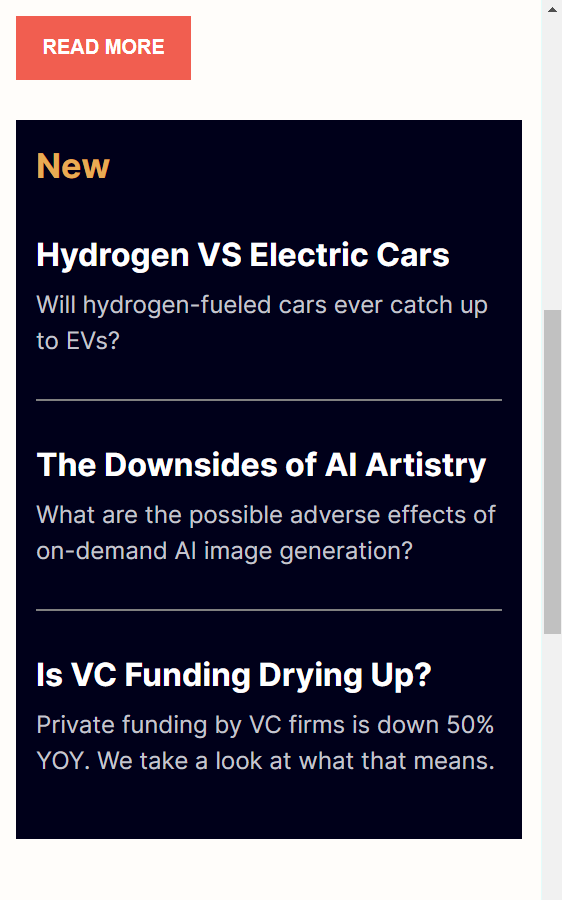 READ MORE
New
Hydrogen VS Electric Cars
Will hydrogen-fueled cars ever catch up
to EVs?
The Downsides of AI Artistry
What are the possible adverse effects of
on-demand AI image generation?
Is VC Funding Drying Up?
Private funding by VC firms is down 50%
YOY. We take a look at what that means.